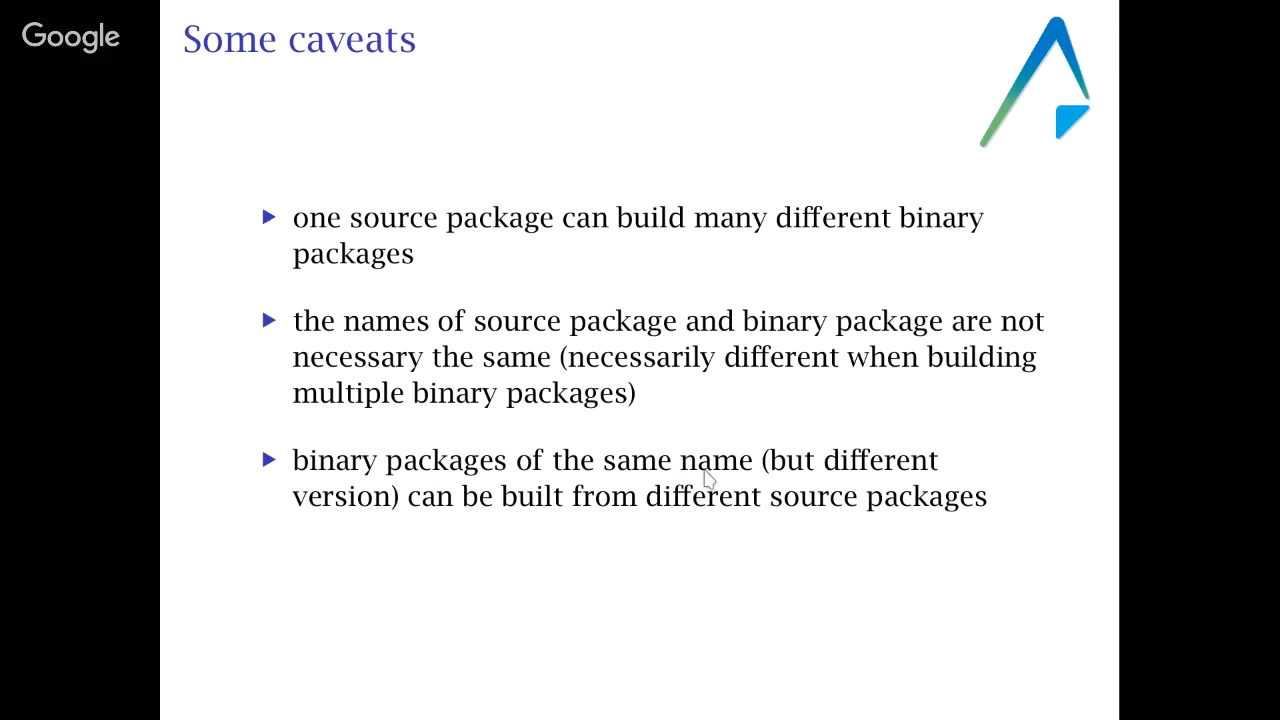 Google
Some caveats
one source package can build many different binary
packages
the names of source package and binary package are not
necessary the same (necessarily different when building
multiple binary packages)
binary packages of the same name (but different
version) can be built from different source packages